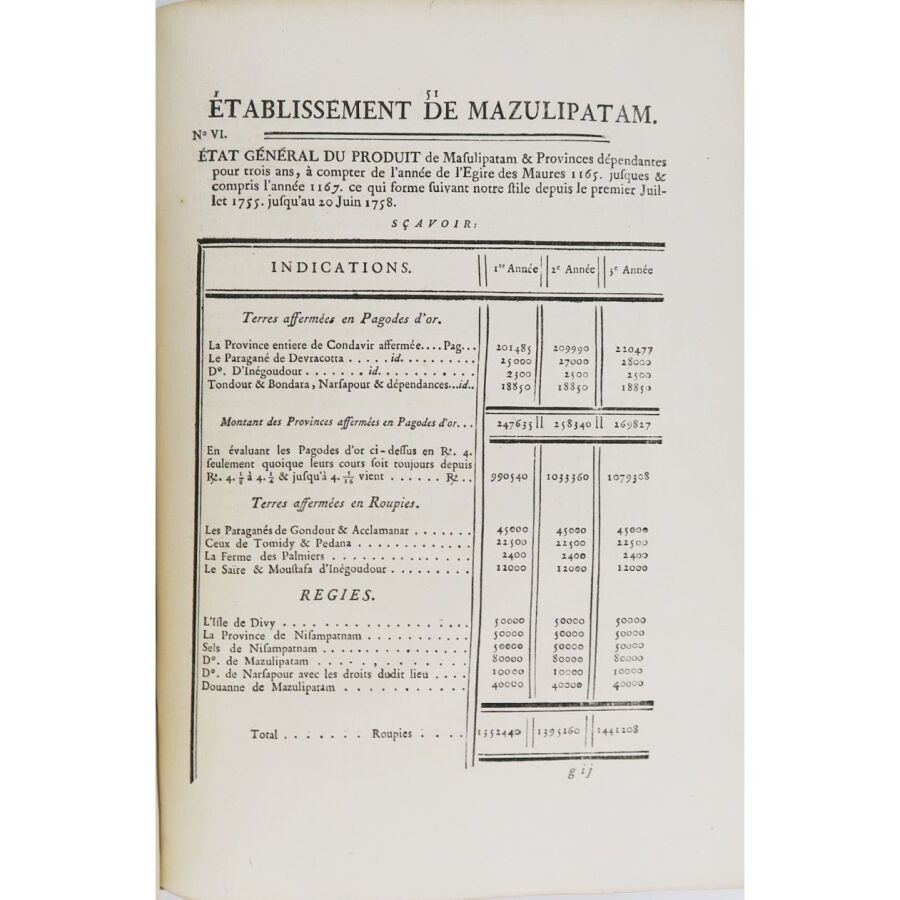 1 51
ÉTABLISSEMENT DE MAZULIPATAM.
Nº VI.
ÉTAT GÉNÉRAL DU PRODUIT de Maſulipatam & Provinces dépendantes
pour trois ans, à compter de l'année de l'Egire des Maures 1165. juſques &
compris l'année 1167. ce qui forme ſuivant notre ſtile depuis le premier Juil-
let 1755. juſqu'au 20 Juin 1758.
SÇAVOIR:
INDICATIONS. 1re Année 2e Année 3e Année
Terres affermées en Pagodes d'or.
La Province entiere de Condavir affermée....Pag... 201485 209990 220477
Le Paragané de Devracotta . . . . . id. . . . . . . . . . 25000 27000 28000
Dº. D'Inégoudour . . . . . . . id. . . . . . . . . . . 2300 2500 2500
Tondour & Bondara, Narſapour & dépendances...id.. 18850 18850 18850
Montant des Provinces affermées en Pagodes d'or... 247635 258340 269827
En évaluant les Pagodes d'or ci-deſſus en R̶. 4.
ſeulement quoique leurs cours ſoit toujours depuis
R̶. 4. ⅛ à 4. ¼ & juſqu'à 4. 5/16 vient . . . . . . R̶. . 990540 1033360 1079308
Terres affermées en Roupies.
Les Paraganés de Gondour & Acclamanar . . . . . . . 45000 45000 45000
Ceux de Tomidy & Pedana . . . . . . . . . . . . . 22500 22500 22500
La Ferme des Palmiers . . . . . . . . . . . . . . . 2400 2400 2400
Le Saïre & Mouſtafa d'Inégoudour . . . . . . . . . 12000 12000 12000
REGIES.
L'Iſle de Divy . . . . . . . . . . . . . . . . . . . 50000 50000 50000
La Province de Niſampatnam . . . . . . . . . . . 50000 50000 50000
Sels de Niſampatnam . . . . . . . . . . . . . . . 50000 50000 50000
Dº. de Mazulipatam . . . . . , . . . . . . . . . 80000 80000 80000
Dº. de Narſapour avec les droits dudit lieu . . . . 10000 10000 10000
Douanne de Mazulipatam . . . . . . . . . . . . 40000 40000 40000
Total . . . . . . . Roupies . . . . . 1352440 1395260 1441208
g ij